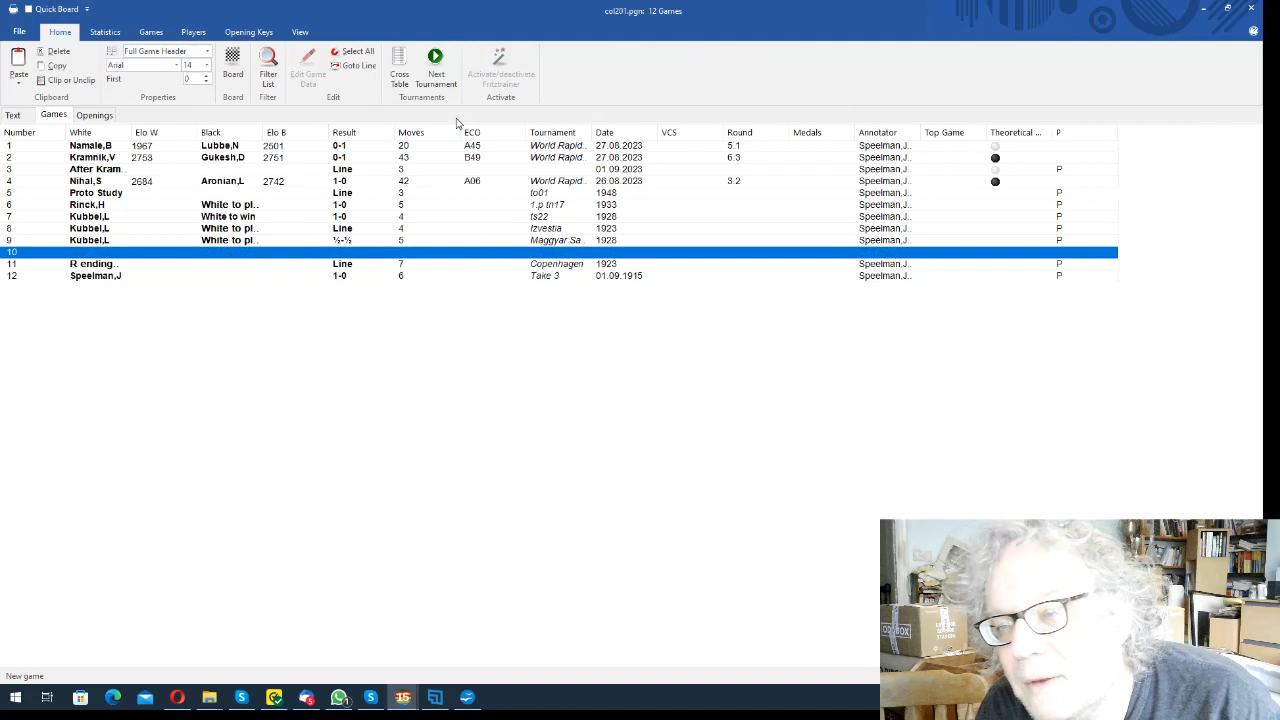 Quick Board
col201.pgn: 12 Games
File Home Statistics Games Players Opening Keys View
Paste Delete Copy Clip or Unclip Clipboard
Full Game Header Arial 14 First 0 Properties
Board Board
Filter List Filter
Edit Game Data Select All Goto Line Edit
Cross Table Next Tournament Tournaments
Activate/deactivate Fritztrainer Activate
Text Games Openings
Number White Elo W Black Elo B Result Moves ECO Tournament Date VCS Round Medals Annotator Top Game Theoretical ... P
1 Namale,B 1967 Lubbe,N 2501 0-1 20 A45 World Rapid.. 27.08.2023 5.1 Speelman,J..
2 Kramnik,V 2753 Gukesh,D 2751 0-1 43 B49 World Rapid.. 27.08.2023 6.3 Speelman,J..
3 After Kram.. Line 3 01.09.2023 Speelman,J.. P
4 Nihal,S 2684 Aronian,L 2742 1-0 42 A06 World Rapid.. 26.08.2023 3.2 Speelman,J..
5 Proto Study Line 3 to01 1948 Speelman,J.. P
6 Rinck,H White to pl.. 1-0 5 1.p tn17 1933 Speelman,J.. P
7 Kubbel,L White to win 1-0 4 ts22 1928 Speelman,J.. P
8 Kubbel,L White to pl.. Line 4 Izvestia 1923 Speelman,J.. P
9 Kubbel,L White to pl.. ½-½ 5 Maggyar Sa.. 1928 Speelman,J.. P
10
11 R ending.. Line 7 Copenhagen 1923 Speelman,J.. P
12 Speelman,J 1-0 6 Take 3 01.09.1915 Speelman,J.. P
New game